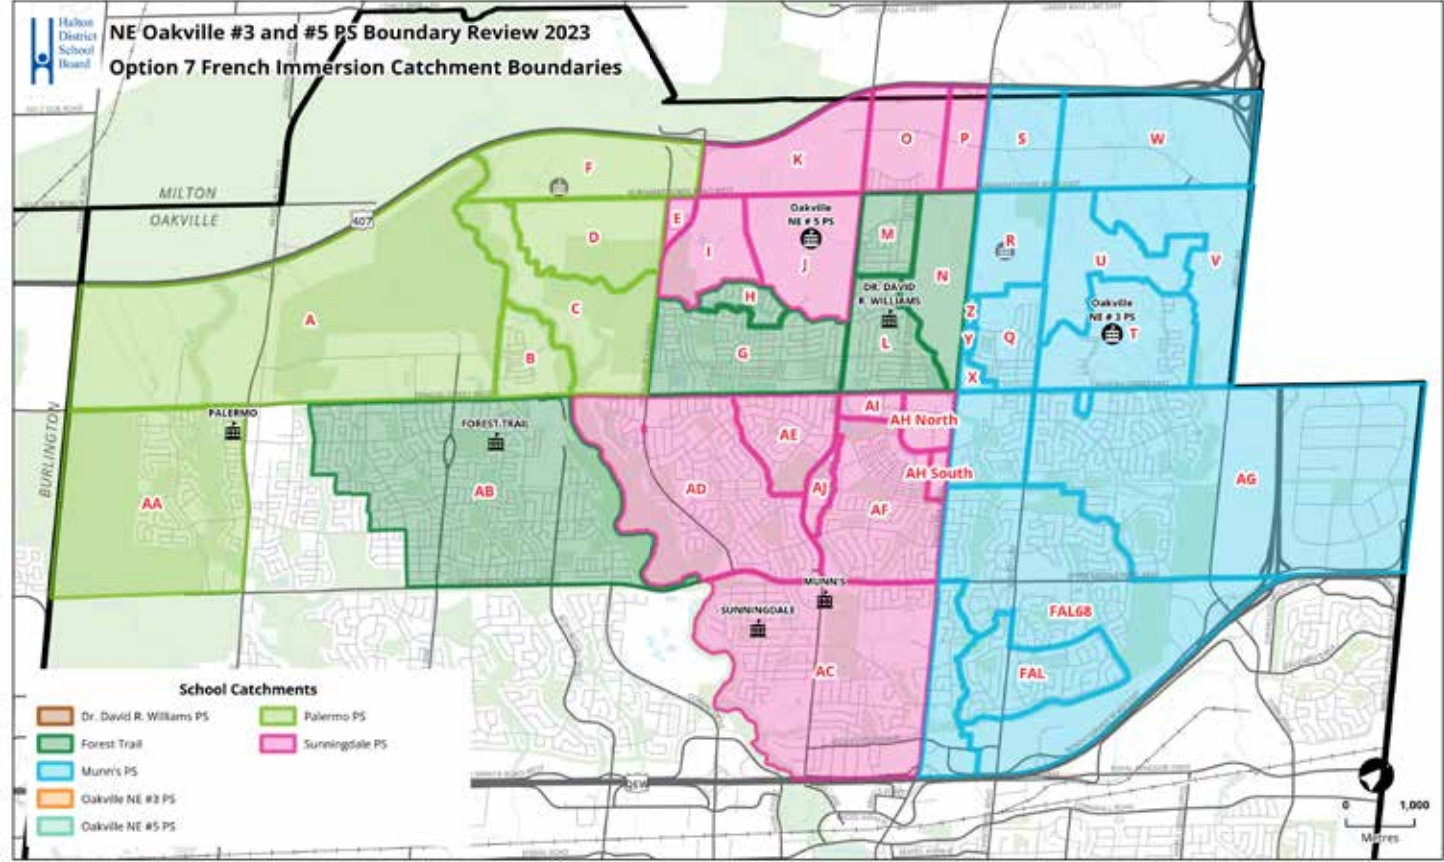 Halton
District
School
Board
NE Oakville #3 and #5 PS Boundary Review 2023
Option 7 French Immersion Catchment Boundaries
MILTON
OAKVILLE
407
BURLINGTON
F
K
O
P
S
W
E
D
I
Oakville
NE # 5 PS
J
M
N
R
U
V
A
C
B
H
G
DR. DAVID
R. WILLIAMS
L
Z
Y
X
Q
Oakville
NE # 3 PS
T
PALERMO
FOREST TRAIL
AA
AB
AD
AE
AI
AH North
AH South
AJ
AF
AG
MUNN'S
SUNNINGDALE
AC
FAL68
FAL
QEW
School Catchments
Dr. David R. Williams PS
Forest Trail
Munn's PS
Oakville NE #3 PS
Oakville NE #5 PS
Palermo PS
Sunningdale PS
0 1,000
Metres